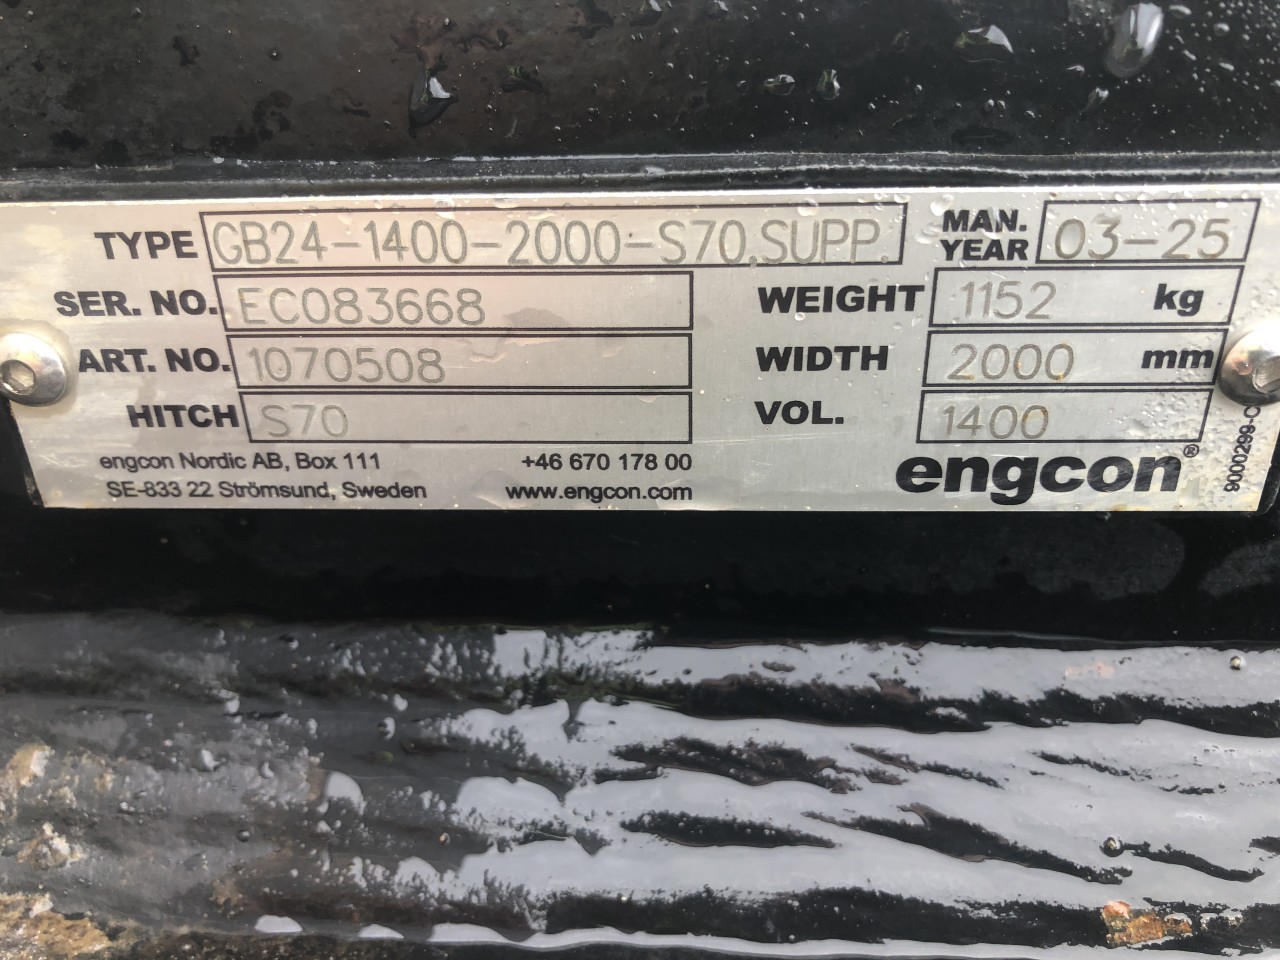 TYPE GB24-1400-2000-S70.SUPP. MAN. YEAR 03-25
SER. NO. EC083668 WEIGHT 1152 kg
ART. NO. 1070508 WIDTH 2000 mm
HITCH S70 VOL. 1400
engcon Nordic AB, Box 111 +46 670 178 00
SE-833 22 Strömsund, Sweden www.engcon.com
engcon®
9000299-C